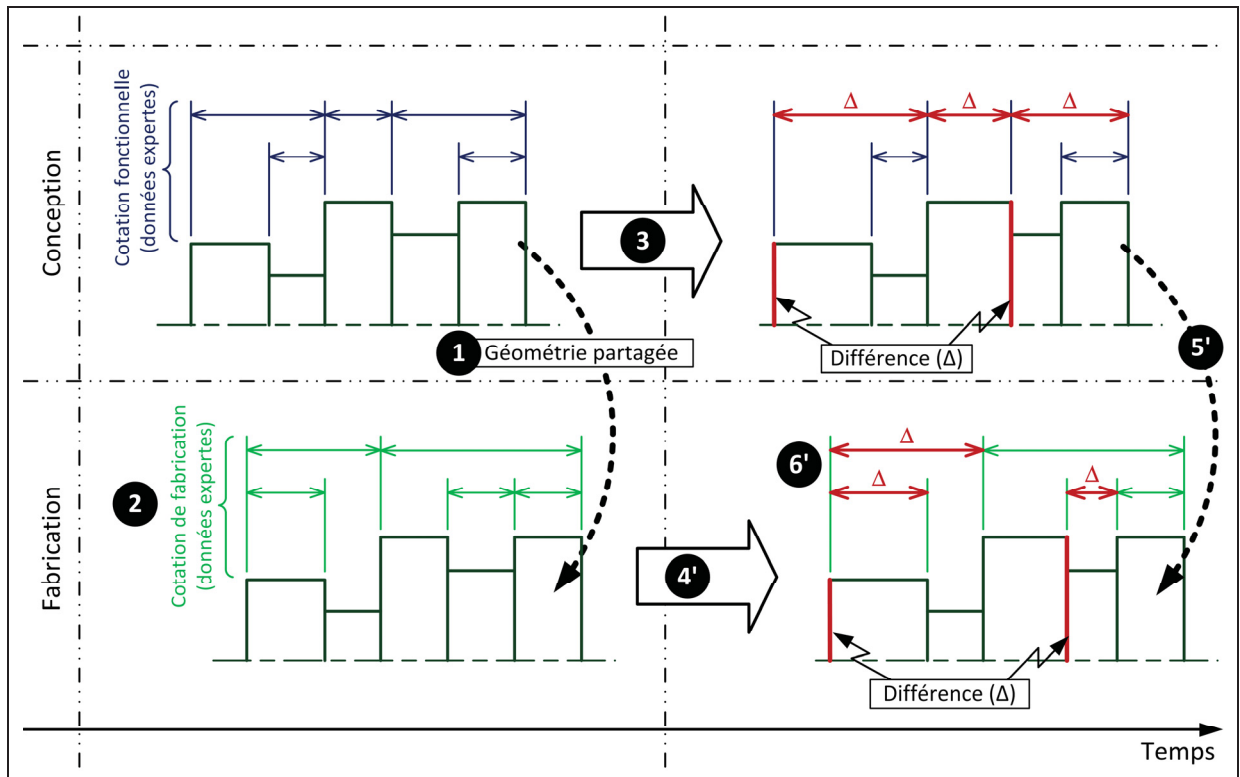 Conception
Cotation fonctionnelle
(données expertes)
Δ
Δ
Δ
3
Différence (Δ)
1
Géométrie partagée
5'
Fabrication
2
Cotation de fabrication
(données expertes)
4'
6'
Δ
Δ
Δ
Différence (Δ)
Temps